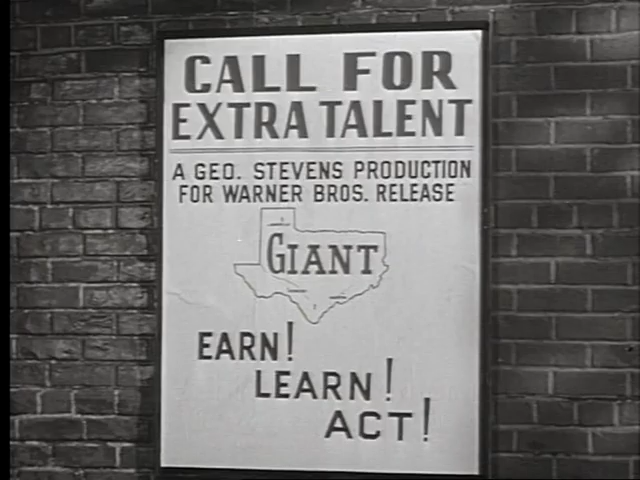 CALL FOR
EXTRA TALENT
A GEO. STEVENS PRODUCTION
FOR WARNER BROS. RELEASE
GIANT
EARN!
LEARN!
ACT!